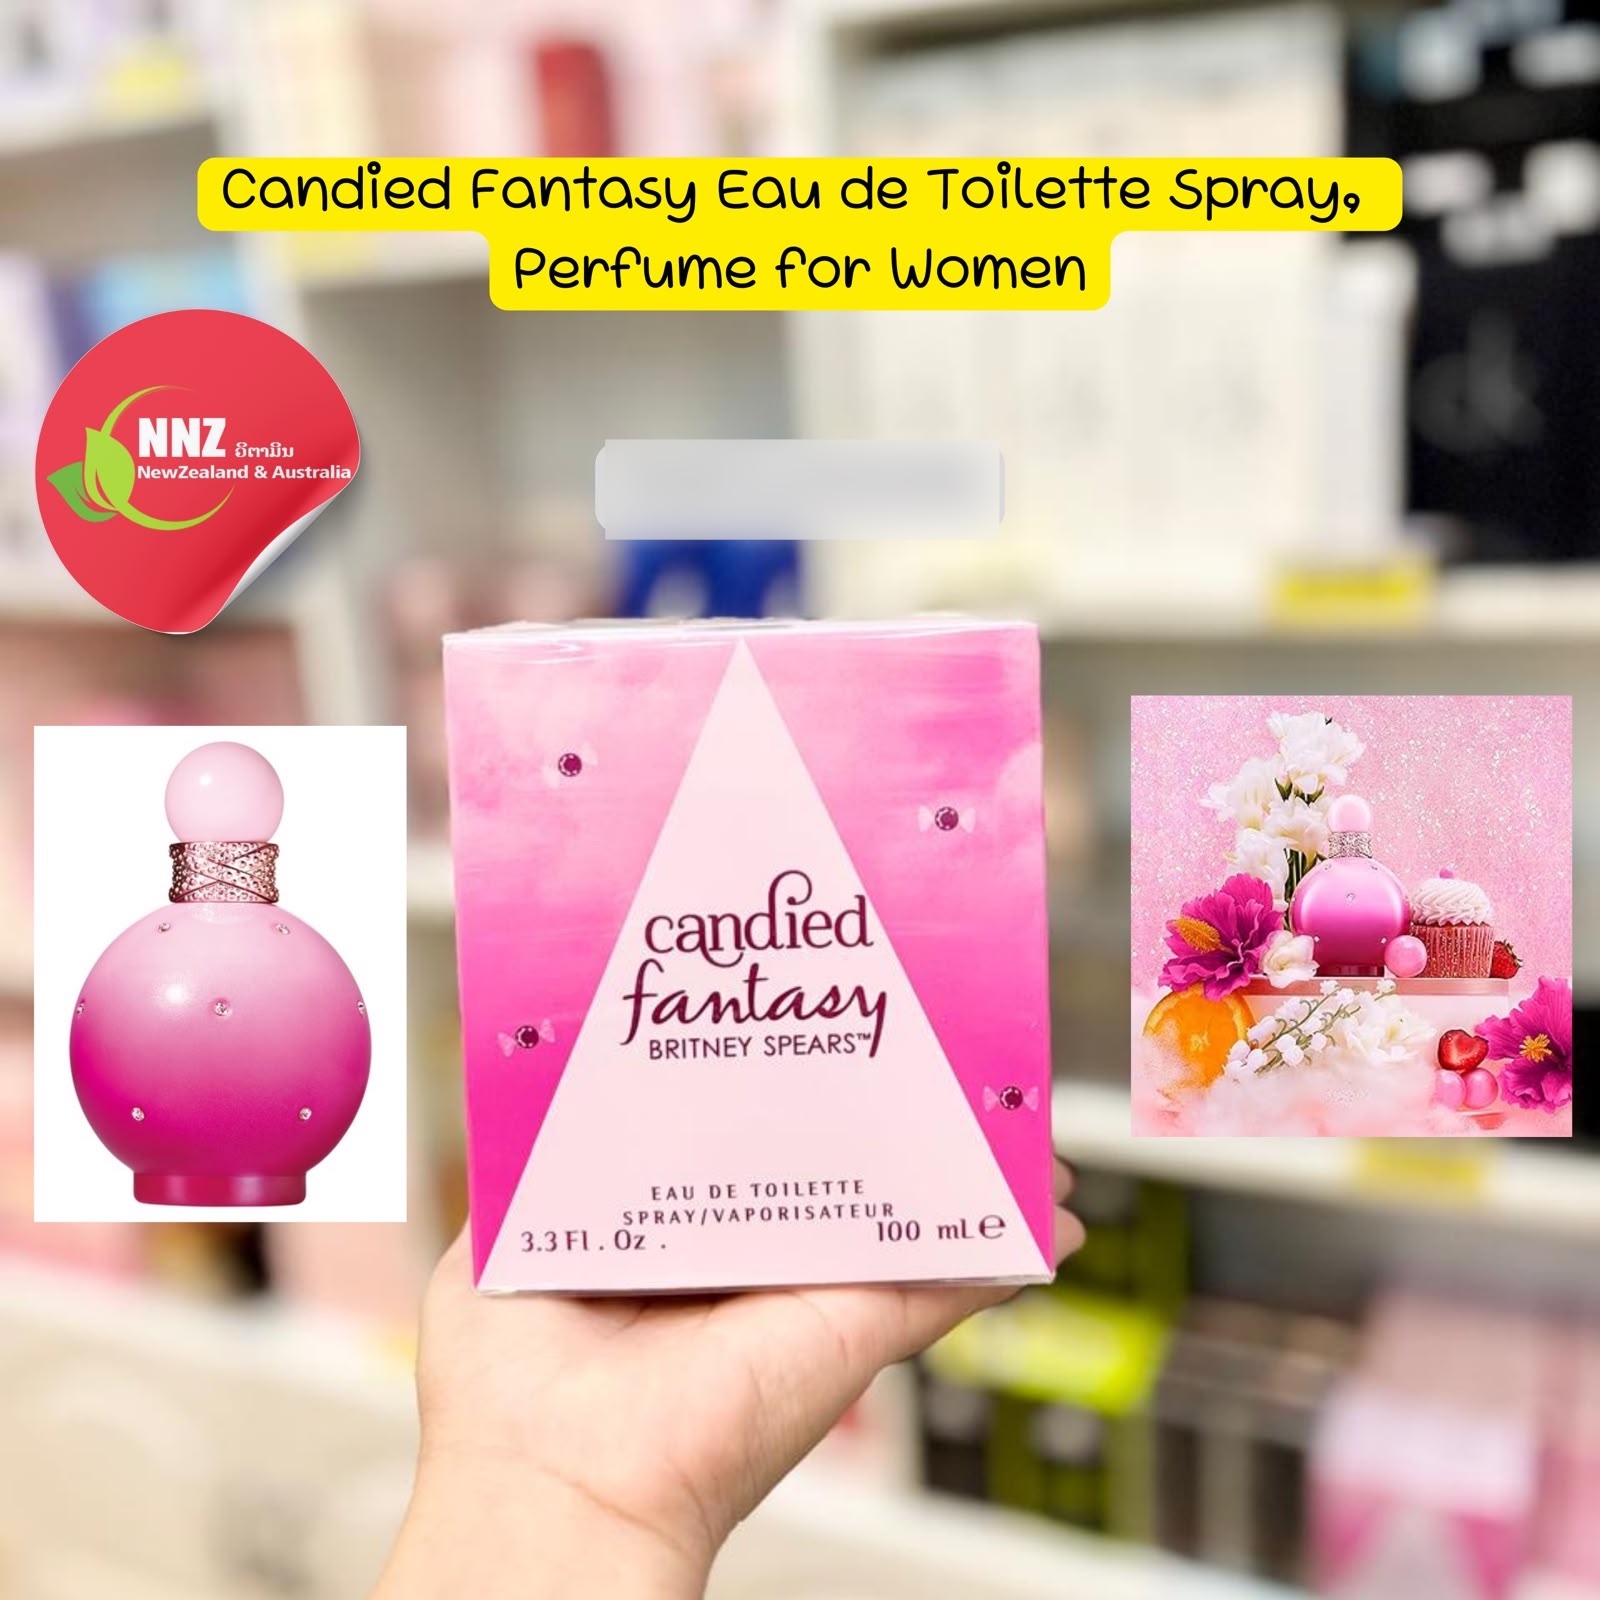 Candied Fantasy Eau de Toilette Spray,
Perfume for Women
NNZ ວິຕາມິນ
NewZealand & Australia
candied
fantasy
BRITNEY SPEARS™
EAU DE TOILETTE
SPRAY/VAPORISATEUR
3.3 Fl. Oz. 100 mL ℮